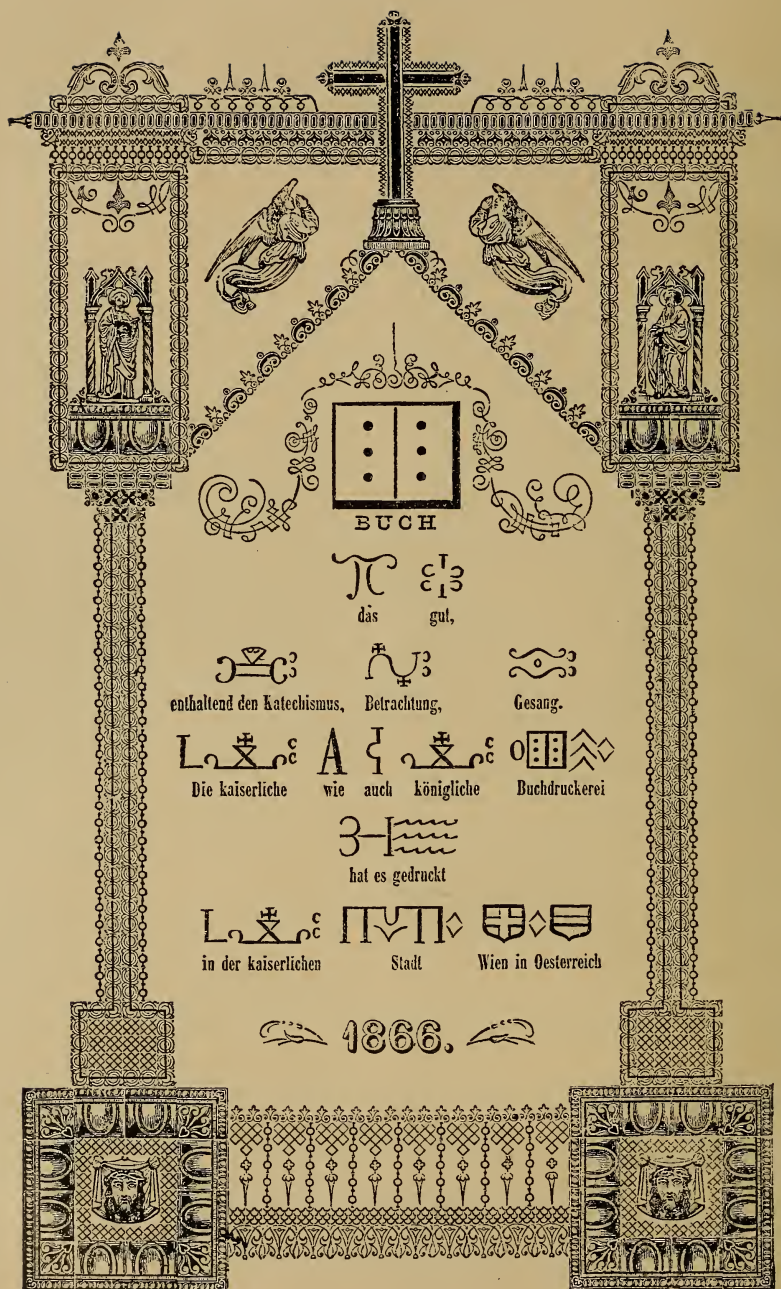 BUCH
das gut,
enthaltend den Katechismus, Betrachtung, Gesang.
Die kaiserliche wie auch königliche Buchdruckerei
hat es gedruckt
in der kaiserlichen Stadt Wien in Oesterreich
1866.